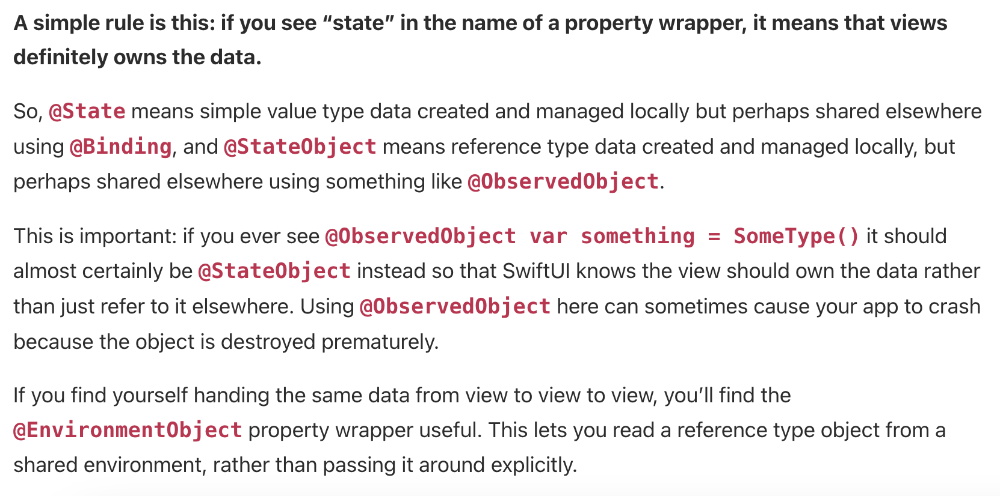 A simple rule is this: if you see “state” in the name of a property wrapper, it means that views
definitely owns the data.
So, @State means simple value type data created and managed locally but perhaps shared elsewhere
using @Binding, and @StateObject means reference type data created and managed locally, but
perhaps shared elsewhere using something like @ObservedObject.
This is important: if you ever see @ObservedObject var something = SomeType() it should
almost certainly be @StateObject instead so that SwiftUI knows the view should own the data rather
than just refer to it elsewhere. Using @ObservedObject here can sometimes cause your app to crash
because the object is destroyed prematurely.
If you find yourself handing the same data from view to view to view, you’ll find the
@EnvironmentObject property wrapper useful. This lets you read a reference type object from a
shared environment, rather than passing it around explicitly.